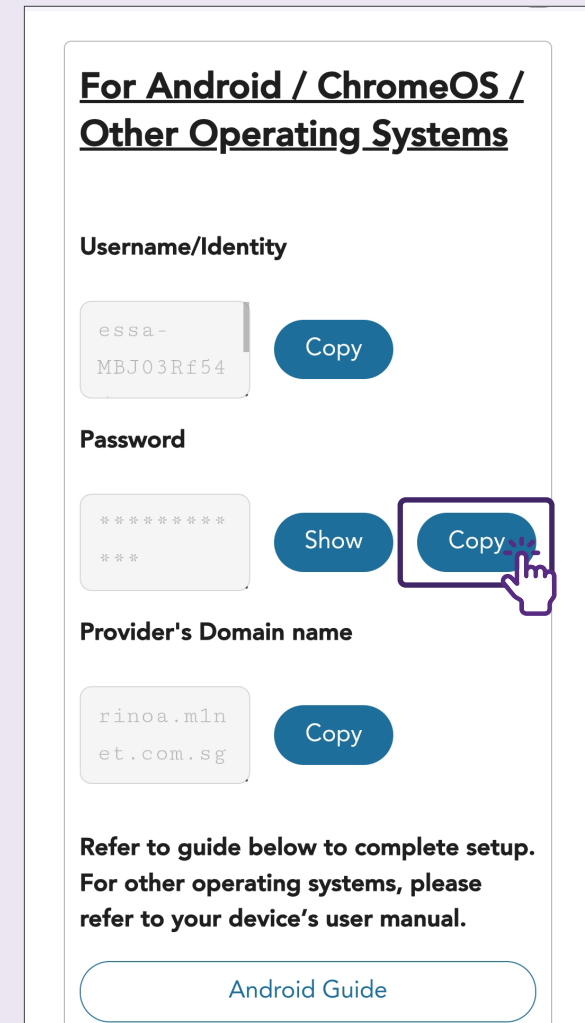 For Android / ChromeOS /
Other Operating Systems
Username/Identity
essa-
MBJ03Rf54
Copy
Password
*********
***
Show
Copy
Provider's Domain name
rinoa.m1n
et.com.sg
Copy
Refer to guide below to complete setup.
For other operating systems, please
refer to your device’s user manual.
Android Guide